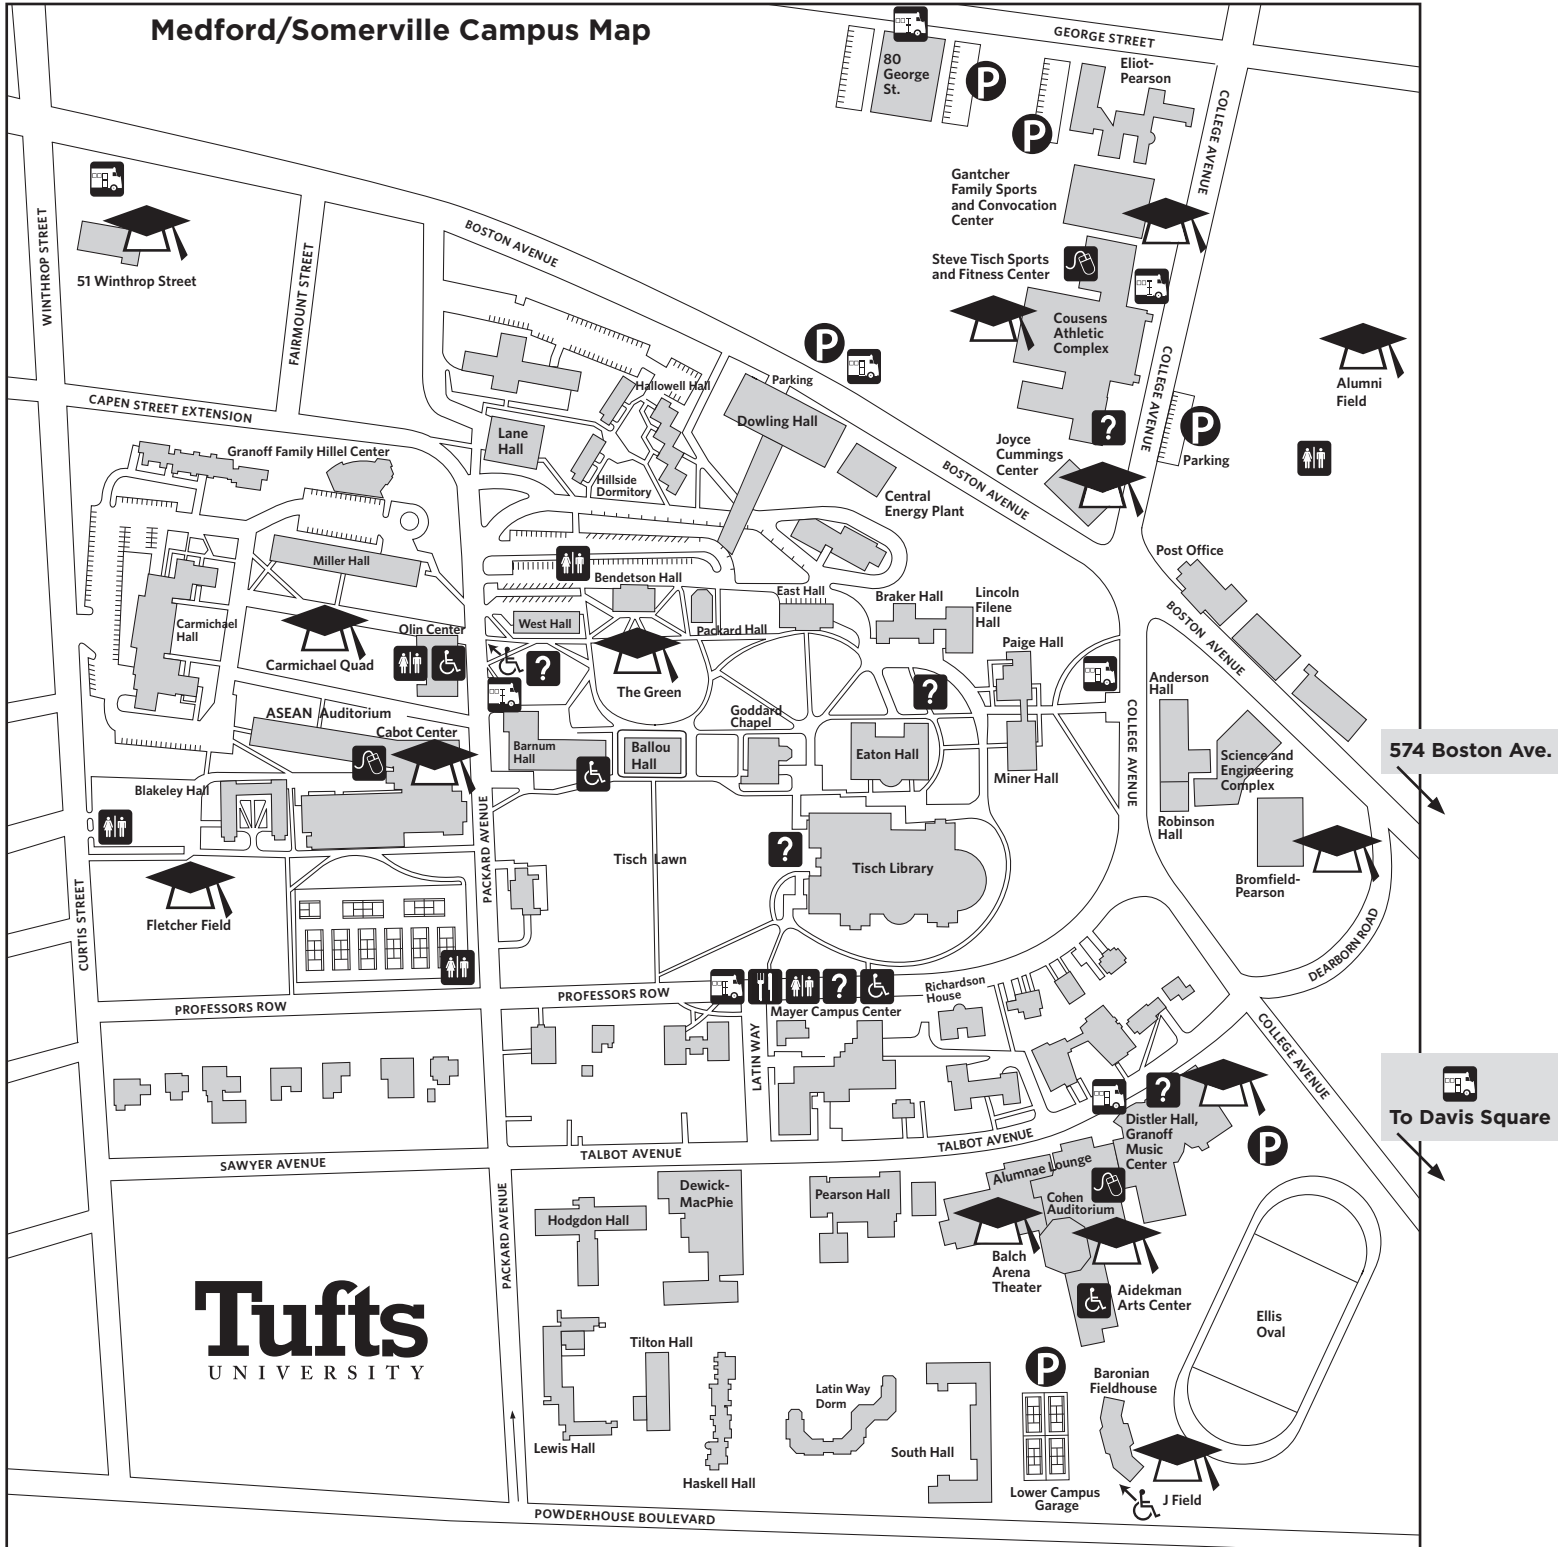 Medford/Somerville Campus Map
GEORGE STREET
80
George
St.
P
Eliot-
Pearson
P
COLLEGE AVENUE
Gantcher
Family Sports
and Convocation
Center
WINTHROP STREET
51 Winthrop Street
FAIRMOUNT STREET
BOSTON AVENUE
Steve Tisch Sports
and Fitness Center
Cousens
Athletic
Complex
P
COLLEGE AVENUE
Alumni
Field
Parking
Hallowell Hall
CAPEN STREET EXTENSION
Dowling Hall
?
P
Parking
Lane
Hall
Joyce
Cummings
Center
Granoff Family Hillel Center
Hillside
Dormitory
BOSTON AVENUE
Central
Energy Plant
Miller Hall
Post Office
Bendetson Hall
East Hall
Braker Hall
Lincoln
Filene
Hall
BOSTON AVENUE
Carmichael
Hall
Olin Center
West Hall
Packard Hall
Paige Hall
Carmichael Quad
?
The Green
?
Anderson
Hall
ASEAN Auditorium
Goddard
Chapel
COLLEGE AVENUE
Cabot Center
Barnum
Hall
Ballou
Hall
Eaton Hall
Miner Hall
Science and
Engineering
Complex
574 Boston Ave.
Blakeley Hall
PACKARD AVENUE
Robinson
Hall
?
Tisch Lawn
Tisch Library
Bromfield-
Pearson
CURTIS STREET
Fletcher Field
DEARBORN ROAD
PROFESSORS ROW
PROFESSORS ROW
?
Richardson
House
Mayer Campus Center
LATIN WAY
COLLEGE AVENUE
?
To Davis Square
Distler Hall,
Granoff
Music
Center
P
SAWYER AVENUE
TALBOT AVENUE
TALBOT AVENUE
Alumnae Lounge
PACKARD AVENUE
Dewick-
MacPhie
Pearson Hall
Cohen
Auditorium
Hodgdon Hall
Balch
Arena
Theater
Aidekman
Arts Center
Tufts
UNIVERSITY
Ellis
Oval
Tilton Hall
P
Baronian
Fieldhouse
Latin Way
Dorm
Lewis Hall
South Hall
Haskell Hall
Lower Campus
Garage
J Field
POWDERHOUSE BOULEVARD